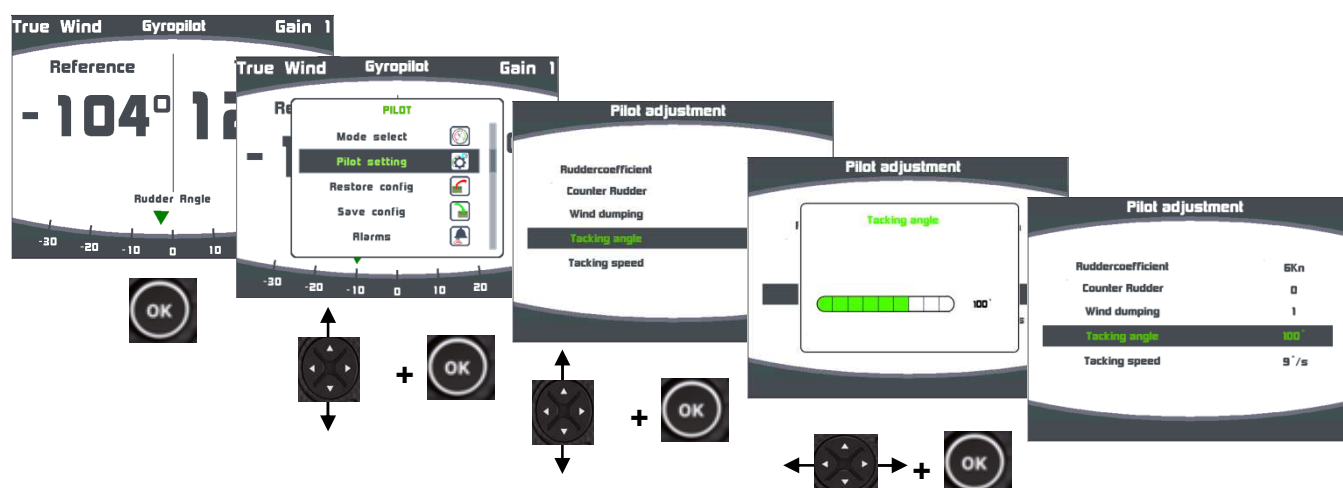 True Wind Gyropilot Gain 1
Reference
- 104°
Rudder Angle
-30 -20 -10 0 10
OK
True Wind Gyropilot Gain 1
PILOT
Mode select
Pilot setting
Restore config
Save config
Alarms
-30 -20 -10 0 10 20
+ OK
Pilot adjustment
Ruddercoefficient
Counter Rudder
Wind dumping
Tacking angle
Tacking speed
+ OK
Pilot adjustment
Tacking angle
100°
+ OK
Pilot adjustment
Ruddercoefficient 6Kn
Counter Rudder 0
Wind dumping 1
Tacking angle 100°
Tacking speed 9°/s